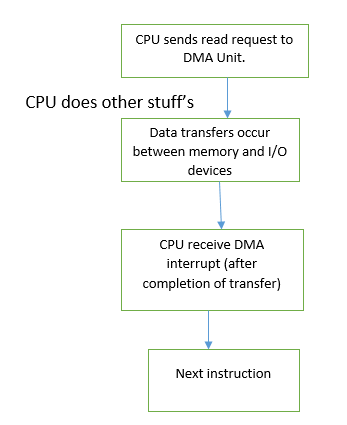 CPU sends read request to
DMA Unit.
CPU does other stuff's
Data transfers occur
between memory and I/O
devices
CPU receive DMA
interrupt (after
completion of transfer)
Next instruction